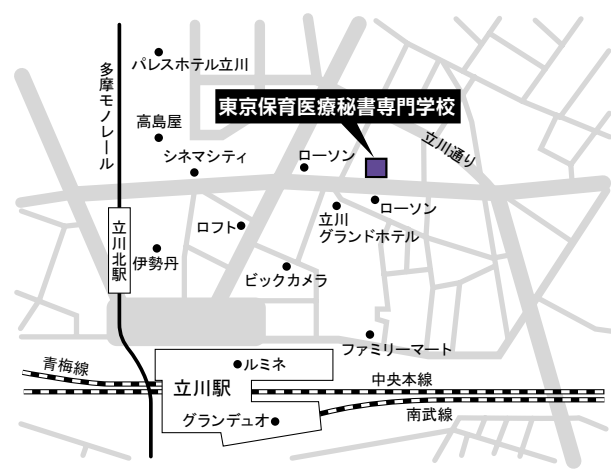 パレスホテル立川
多摩モノレール
東京保育医療秘書専門学校
高島屋
立川通り
シネマシティ
ローソン
ローソン
立川
グランドホテル
ロフト
立川北駅
伊勢丹
ビックカメラ
ファミリーマート
ルミネ
青梅線
立川駅
中央本線
南武線
グランデュオ